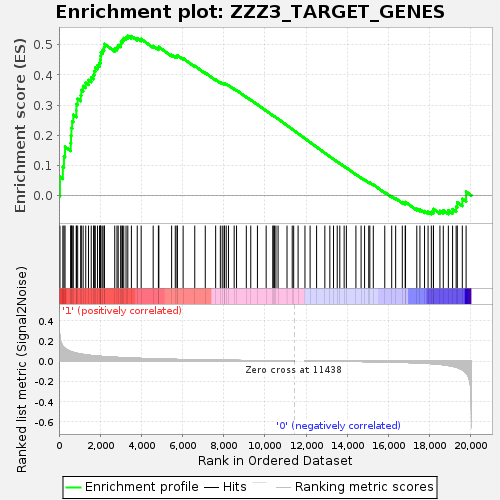 Enrichment plot: ZZZ3_TARGET_GENES
Enrichment score (ES)
0.5
0.4
0.3
0.2
0.1
0.0
'1' (positively correlated)
Ranked list metric (Signal2Noise)
0.4
0.2
0.0
-0.2
-0.4
-0.6
Zero cross at 11438
'0' (negatively correlated)
0
2,000
4,000
6,000
8,000
10,000
12,000
14,000
16,000
18,000
20,000
Rank in Ordered Dataset
Enrichment profile
Hits
Ranking metric scores